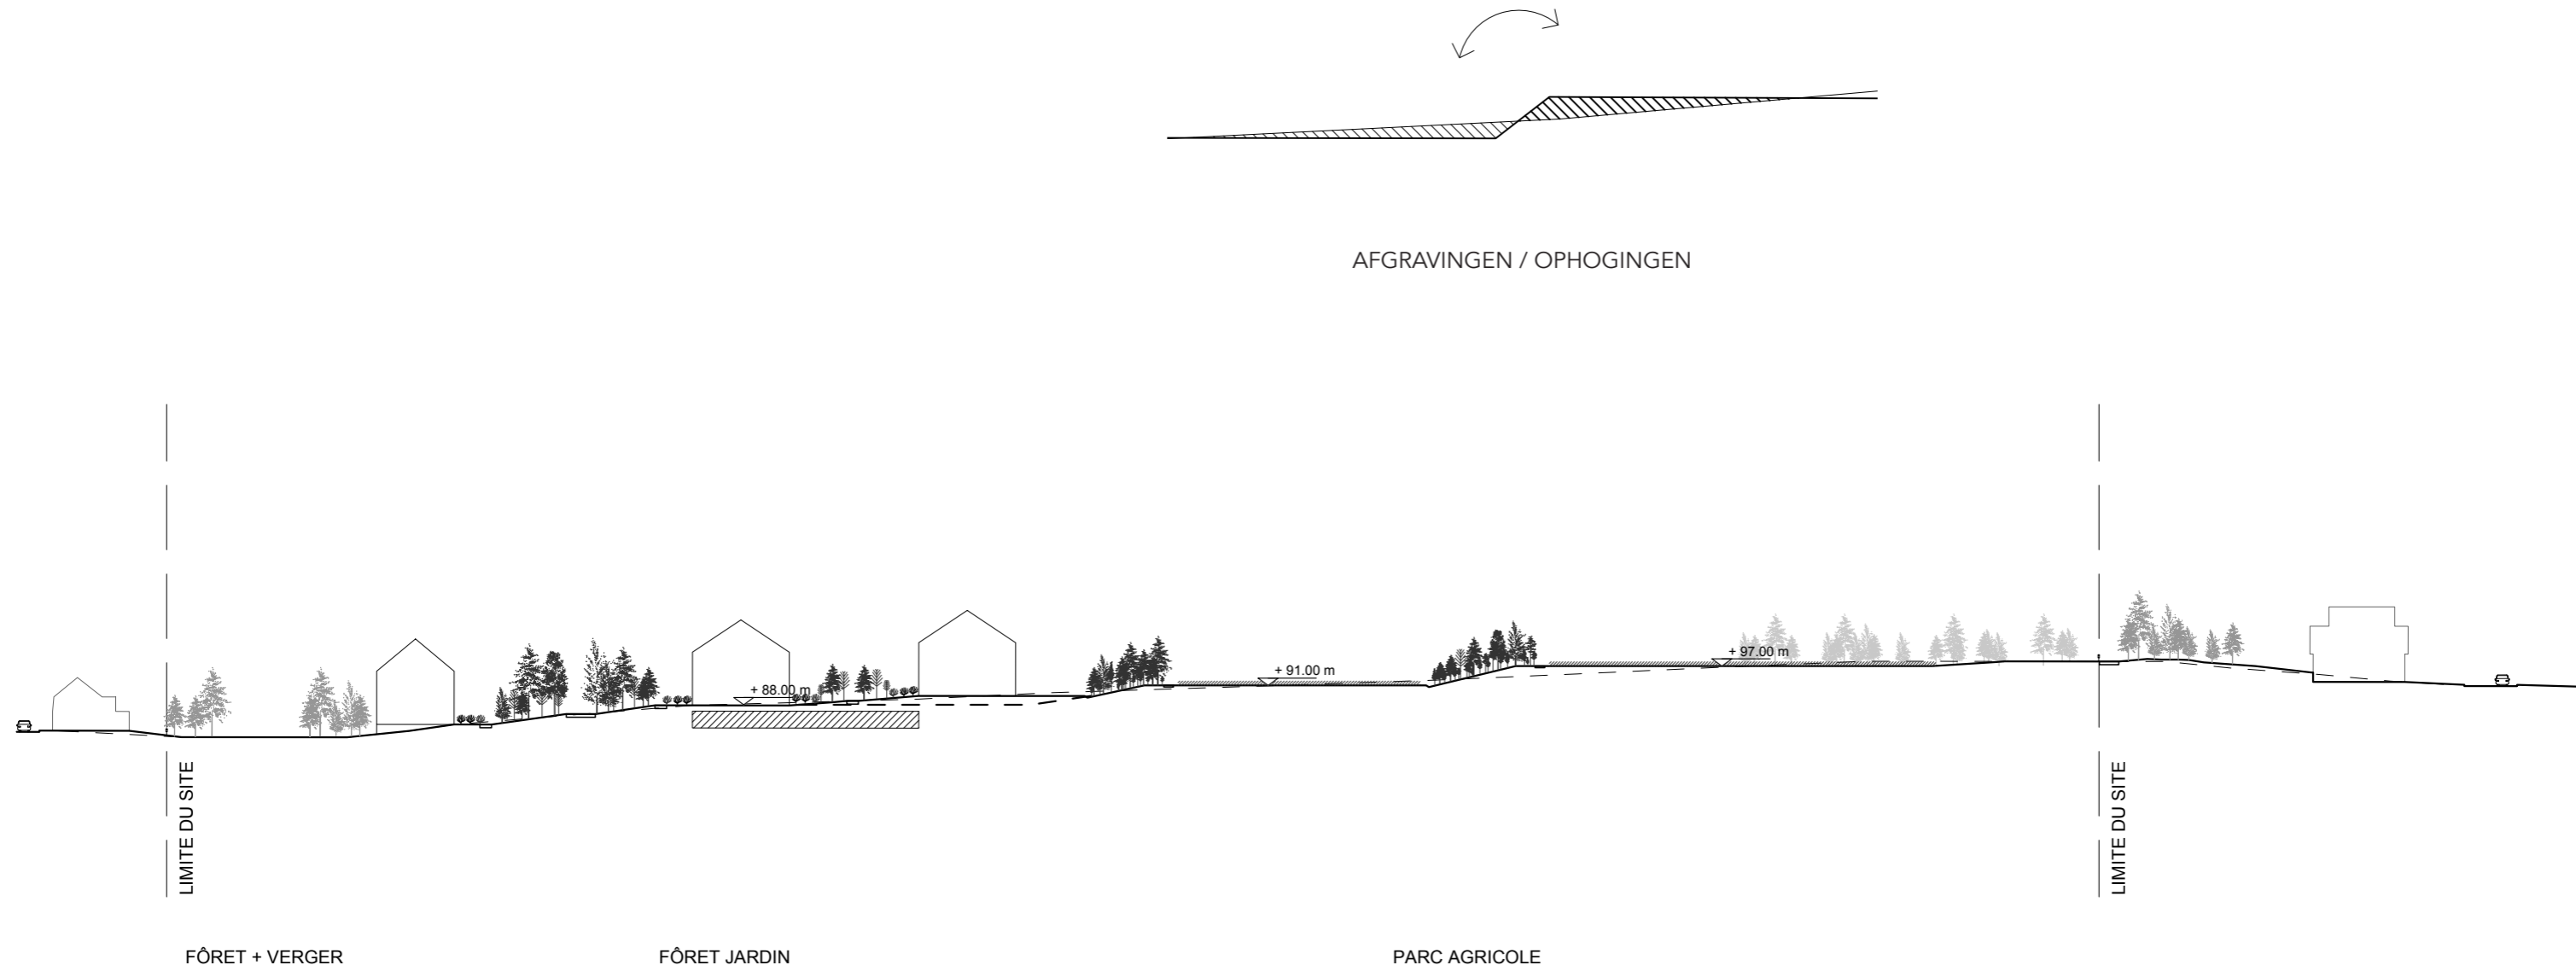 AFGRAVINGEN / OPHOGINGEN
+ 97.00 m
+ 91.00 m
+ 88.00 m
LIMITE DU SITE
LIMITE DU SITE
FÔRET + VERGER
FÔRET JARDIN
PARC AGRICOLE